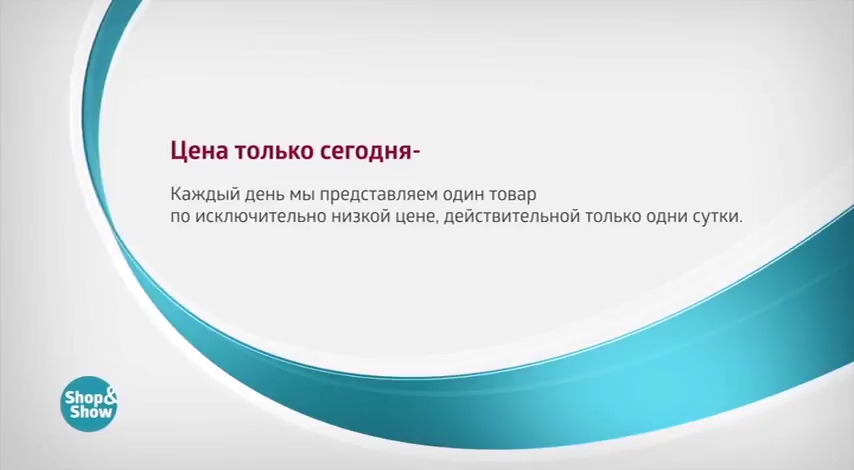 Цена только сегодня-
Каждый день мы представляем один товар
по исключительно низкой цене, действительной только одни сутки.
Shop&
Show